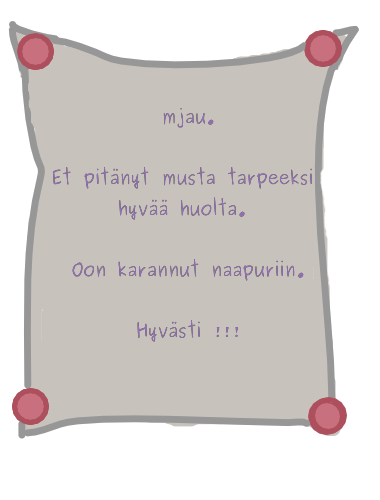 mjau.
Et pitänyt musta tarpeeksi
hyvää huolta.
Oon karannut naapuriin.
Hyvästi !!!